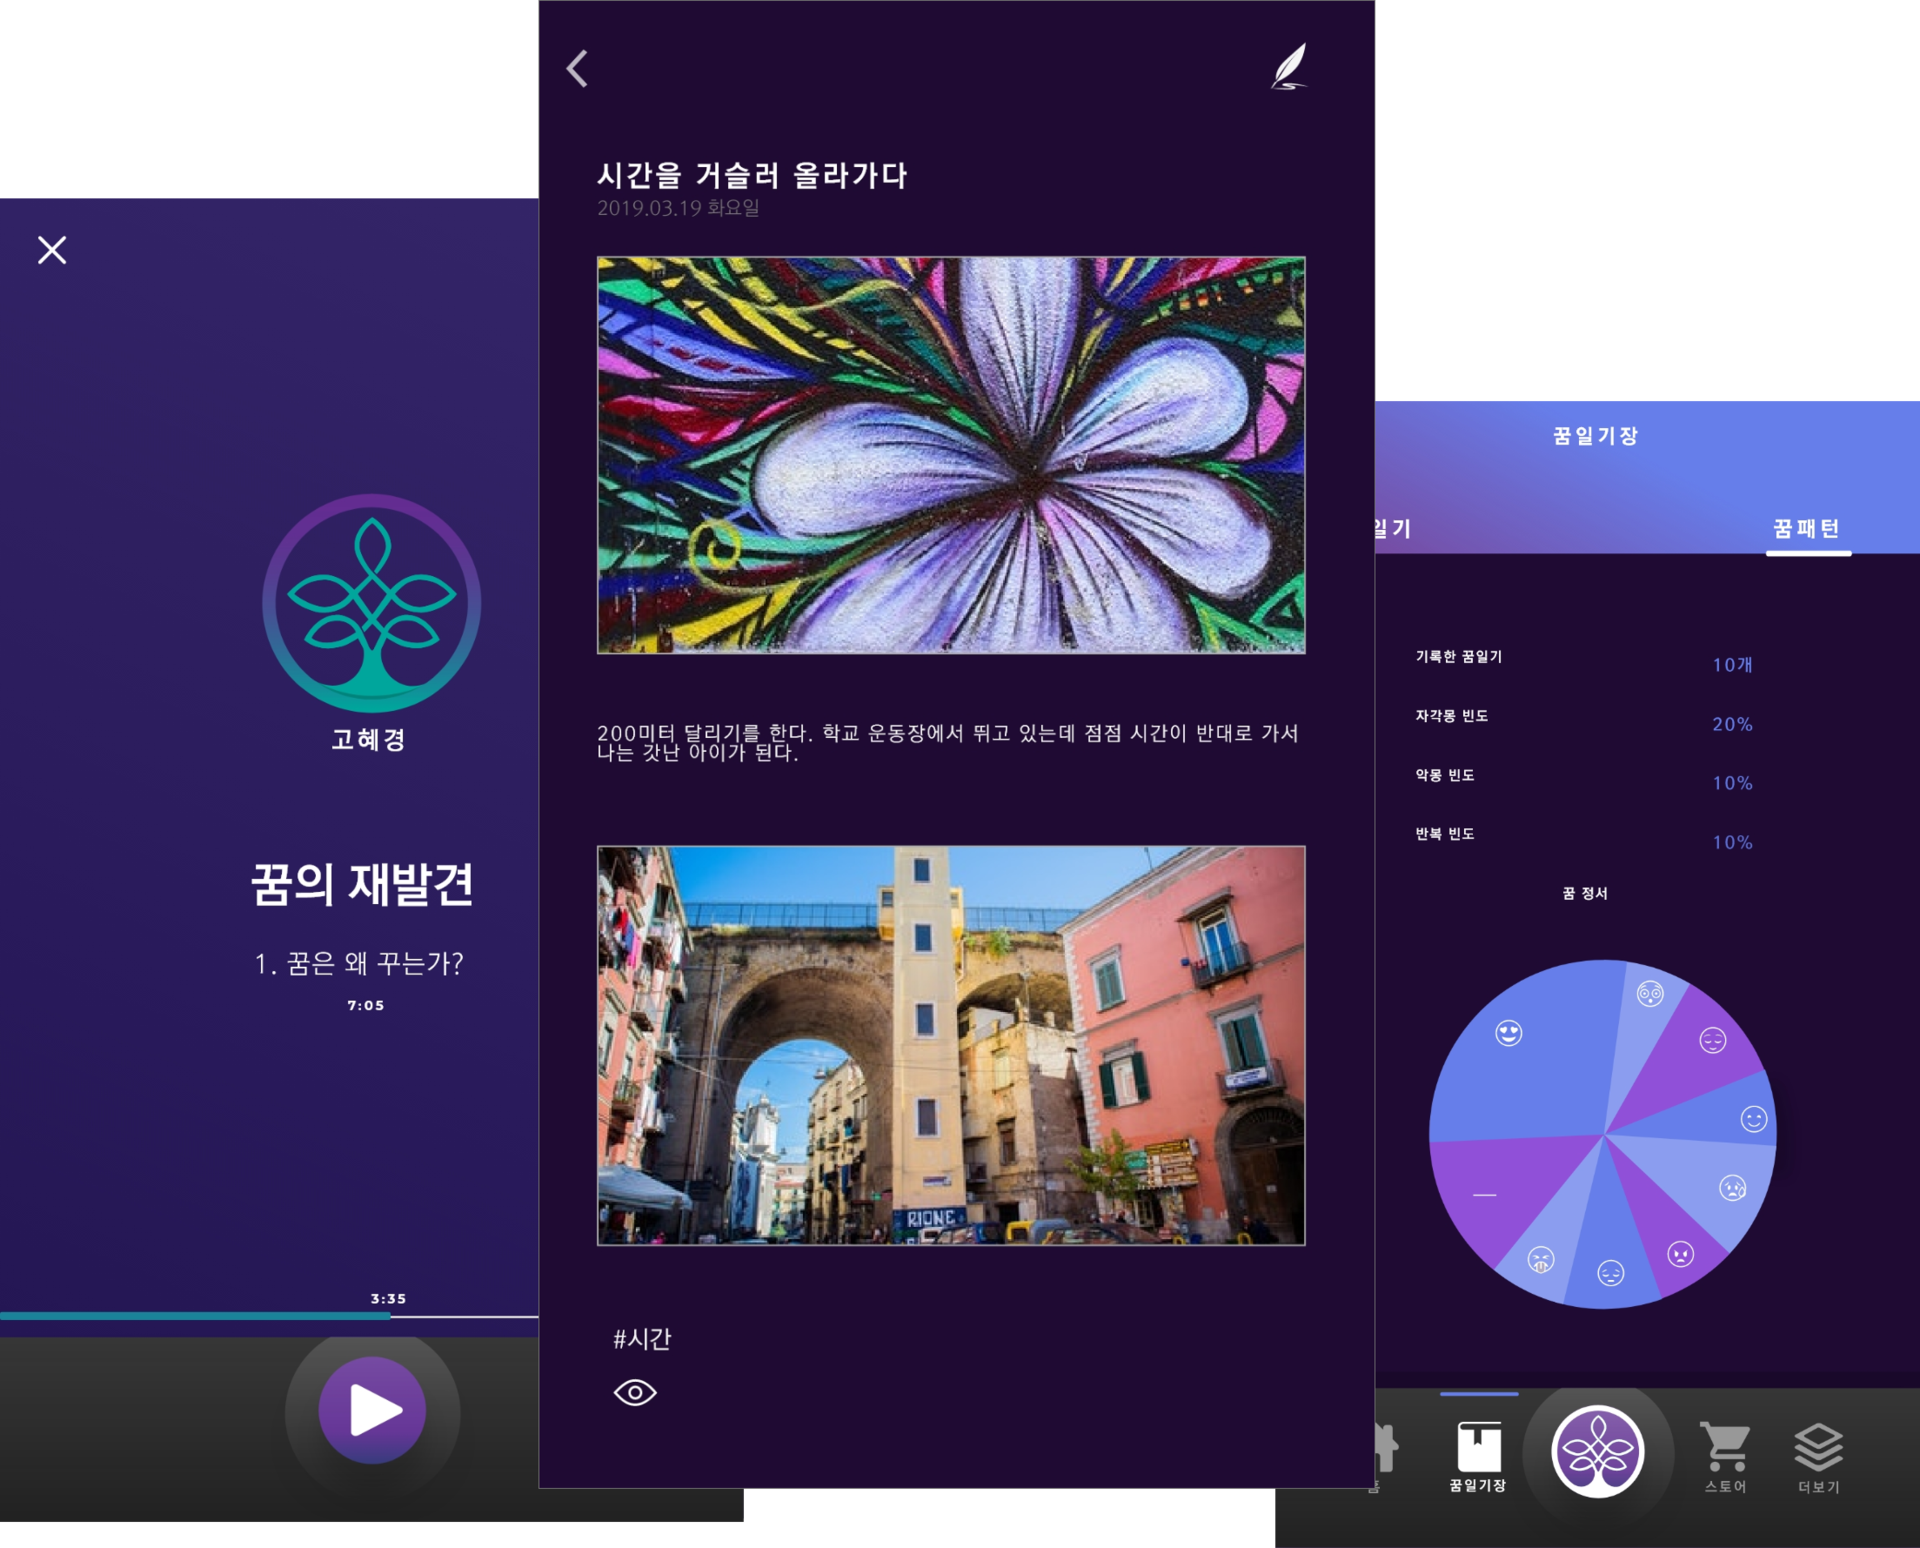 고혜경
꿈의 재발견
1. 꿈은 왜 꾸는가?
7:05
3:35
시간을 거슬러 올라가다
2019.03.19 화요일
200미터 달리기를 한다. 학교 운동장에서 뛰고 있는데 점점 시간이 반대로 가서
나는 갓난 아이가 된다.
RIONE
#시간
꿈일기장
일기
꿈패턴
기록한 꿈일기
10개
자각몽 빈도
20%
악몽 빈도
10%
반복 빈도
10%
꿈 정서
홈
꿈일기장
스토어
더보기